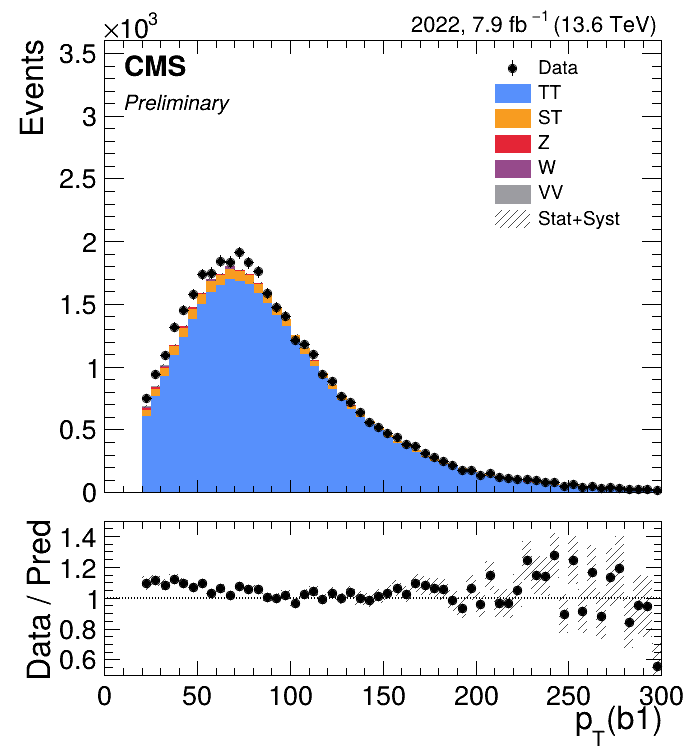 ×10³
2022, 7.9 fb⁻¹ (13.6 TeV)
Events
CMS
Preliminary
Data
TT
ST
Z
W
VV
Stat+Syst
3.5
3
2.5
2
1.5
1
0.5
0
Data / Pred
1.4
1.2
1
0.8
0.6
0 50 100 150 200 250 300
p_T(b1)